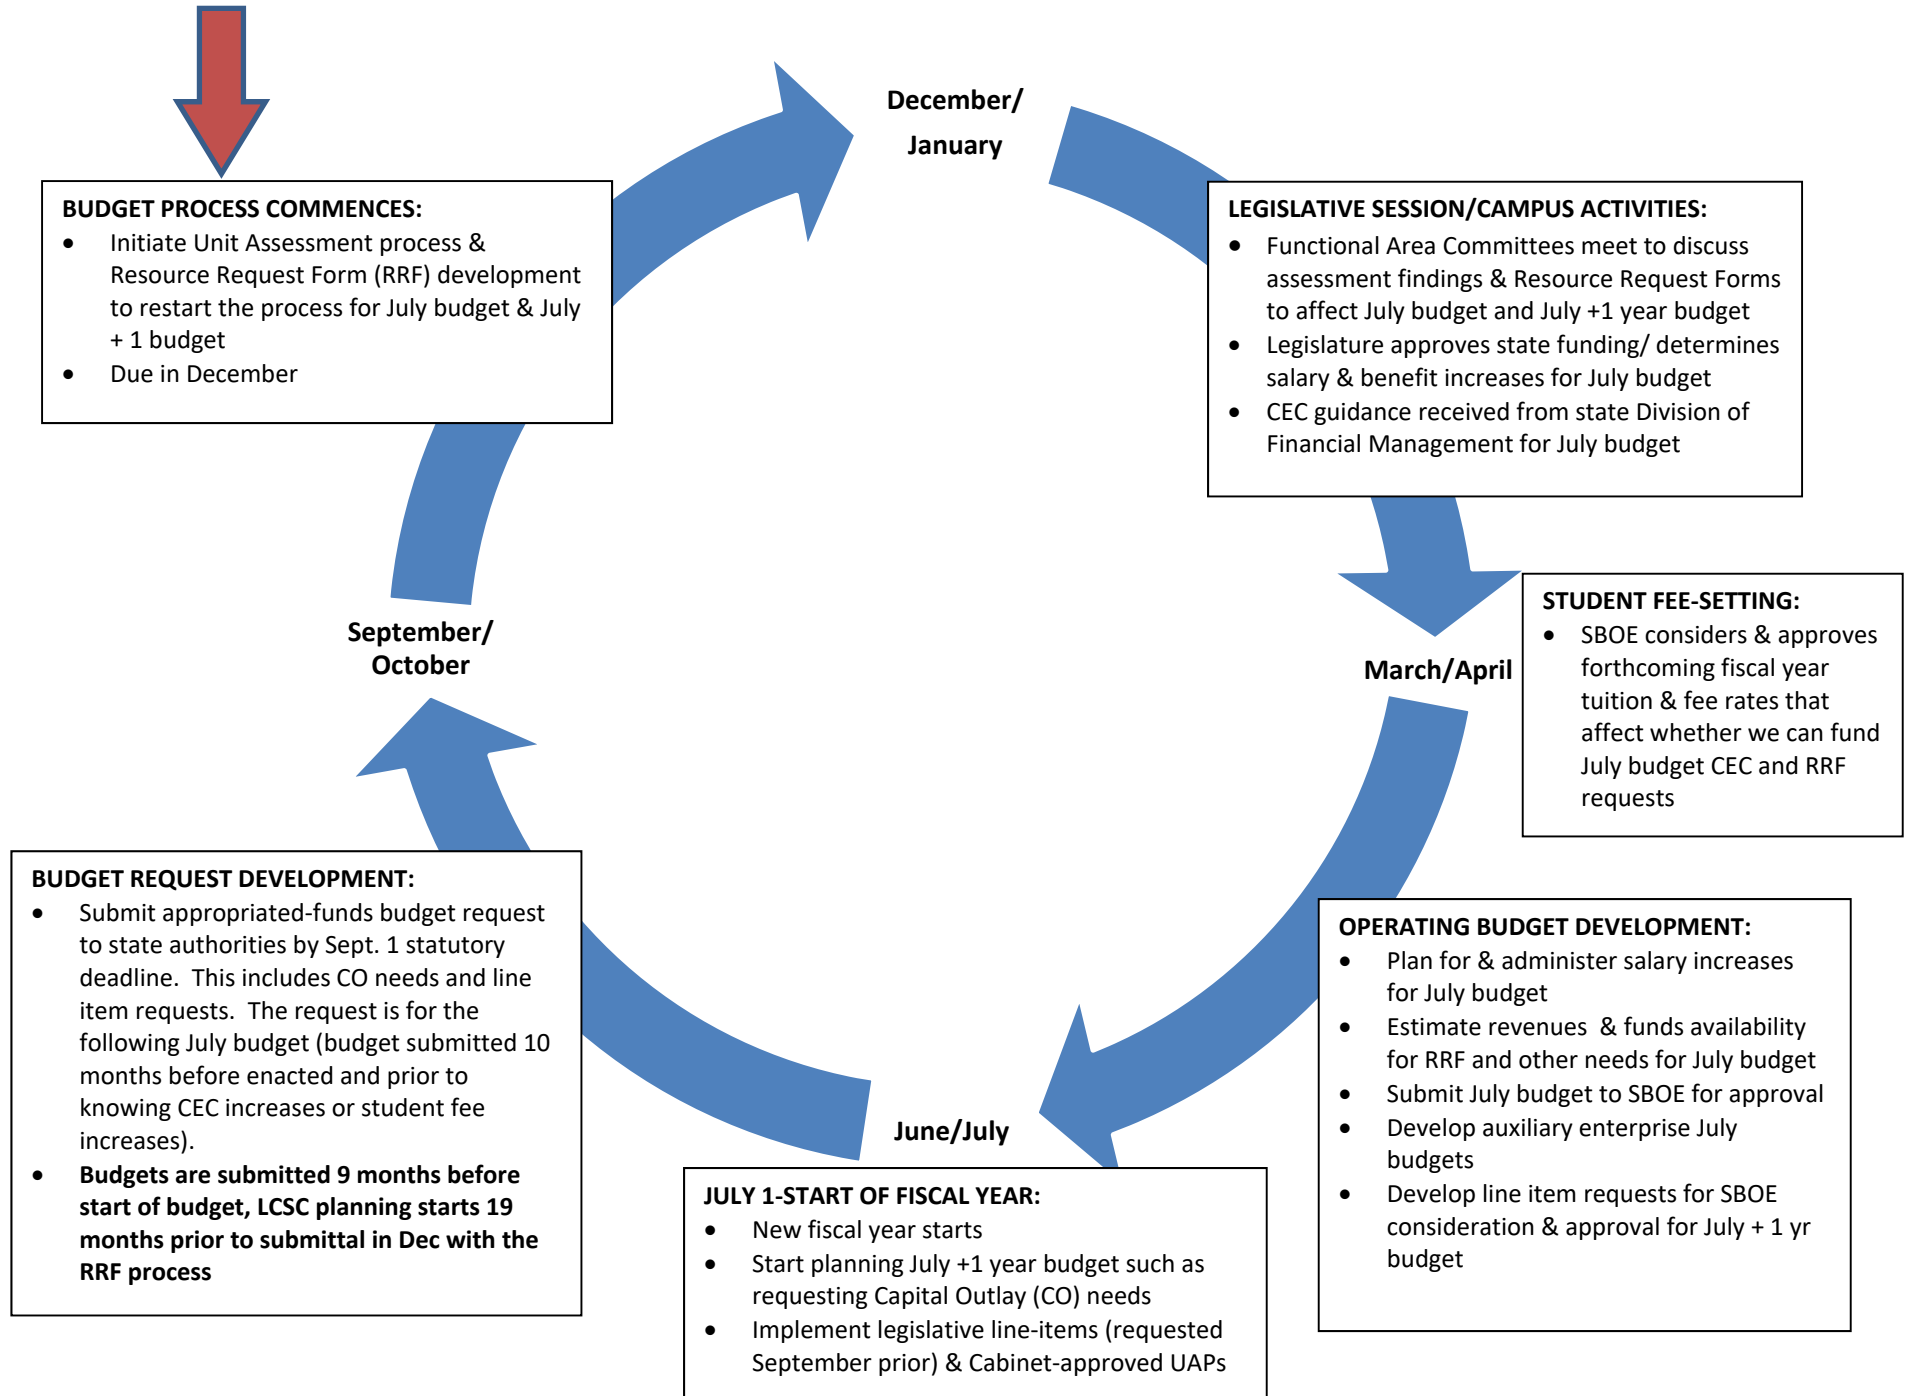 December/
January
BUDGET PROCESS COMMENCES:
• Initiate Unit Assessment process &
Resource Request Form (RRF) development
to restart the process for July budget & July
+ 1 budget
• Due in December
LEGISLATIVE SESSION/CAMPUS ACTIVITIES:
• Functional Area Committees meet to discuss
assessment findings & Resource Request Forms
to affect July budget and July +1 year budget
• Legislature approves state funding/ determines
salary & benefit increases for July budget
• CEC guidance received from state Division of
Financial Management for July budget
September/
October
March/April
STUDENT FEE-SETTING:
• SBOE considers & approves
forthcoming fiscal year
tuition & fee rates that
affect whether we can fund
July budget CEC and RRF
requests
BUDGET REQUEST DEVELOPMENT:
• Submit appropriated-funds budget request
to state authorities by Sept. 1 statutory
deadline.  This includes CO needs and line
item requests.  The request is for the
following July budget (budget submitted 10
months before enacted and prior to
knowing CEC increases or student fee
increases).
• Budgets are submitted 9 months before
start of budget, LCSC planning starts 19
months prior to submittal in Dec with the
RRF process
OPERATING BUDGET DEVELOPMENT:
• Plan for & administer salary increases
for July budget
• Estimate revenues  & funds availability
for RRF and other needs for July budget
• Submit July budget to SBOE for approval
• Develop auxiliary enterprise July
budgets
• Develop line item requests for SBOE
consideration & approval for July + 1 yr
budget
June/July
JULY 1-START OF FISCAL YEAR:
• New fiscal year starts
• Start planning July +1 year budget such as
requesting Capital Outlay (CO) needs
• Implement legislative line-items (requested
September prior) & Cabinet-approved UAPs